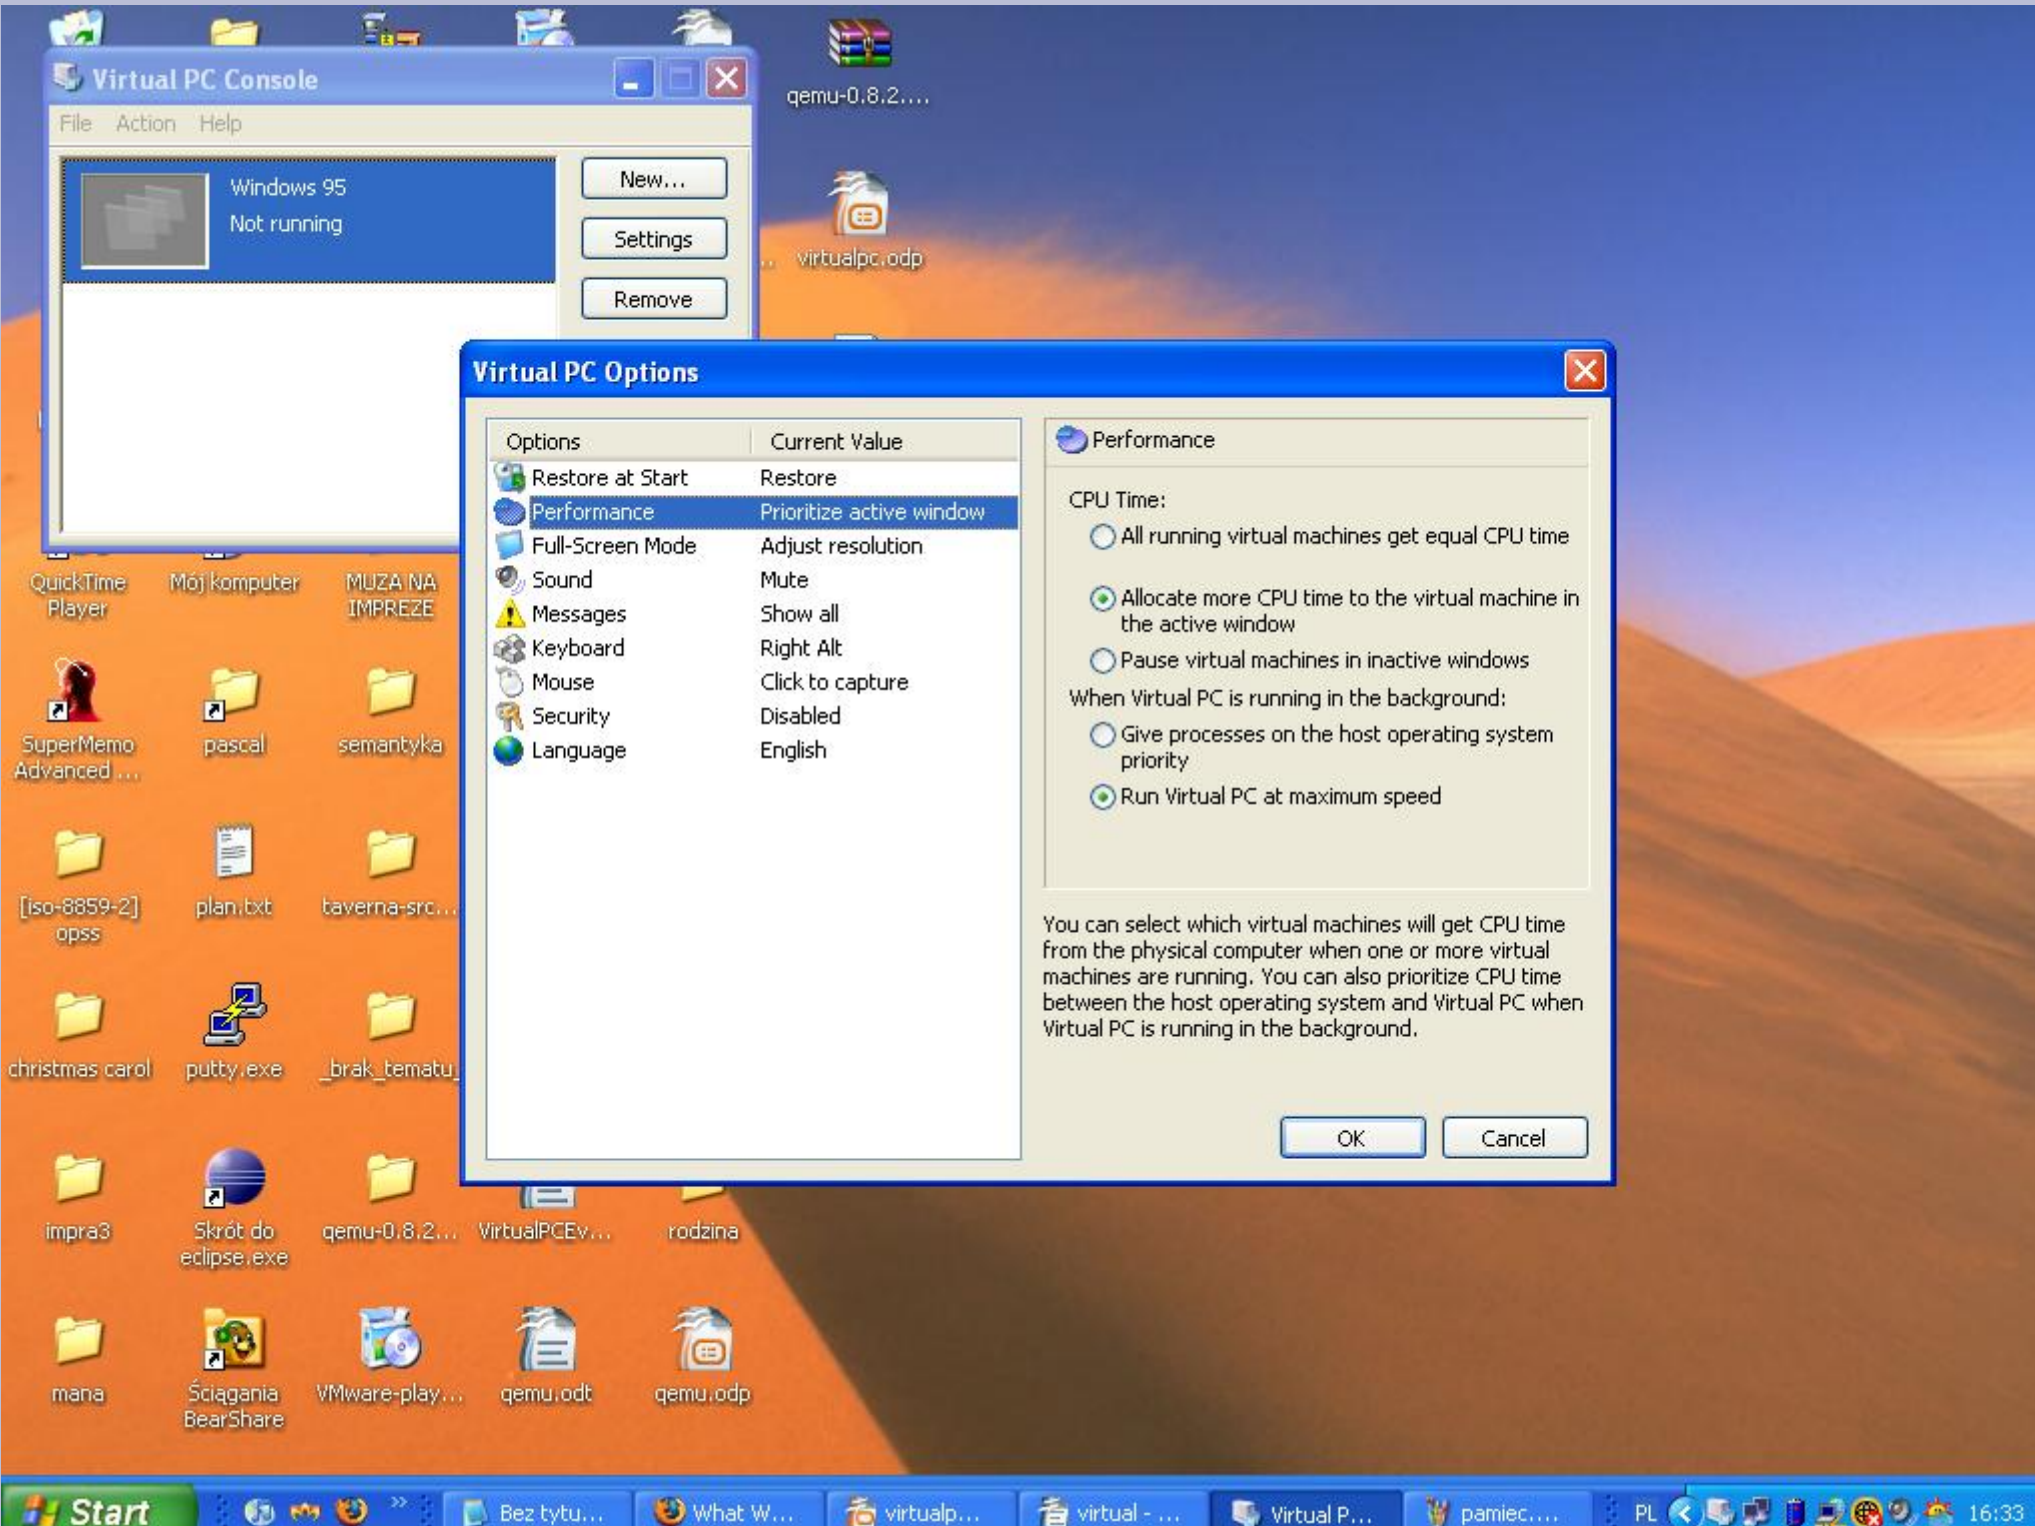 Virtual PC Console
File Action Help
Windows 95
Not running
New...
Settings
Remove
qemu-0.8.2....
virtualpc.odp
Virtual PC Options
Options Current Value
Restore at Start Restore
Performance Prioritize active window
Full-Screen Mode Adjust resolution
Sound Mute
Messages Show all
Keyboard Right Alt
Mouse Click to capture
Security Disabled
Language English
Performance
CPU Time:
All running virtual machines get equal CPU time
Allocate more CPU time to the virtual machine in
the active window
Pause virtual machines in inactive windows
When Virtual PC is running in the background:
Give processes on the host operating system
priority
Run Virtual PC at maximum speed
You can select which virtual machines will get CPU time
from the physical computer when one or more virtual
machines are running. You can also prioritize CPU time
between the host operating system and Virtual PC when
Virtual PC is running in the background.
OK Cancel
QuickTime
Player
Mój komputer
MUZA NA
IMPREZE
SuperMemo
Advanced ...
pascal
semantyka
[iso-8859-2]
opss
plan.txt
taverna-src...
christmas carol
putty.exe
_brak_tematu_
impra3
Skrót do
eclipse.exe
qemu-0.8.2...
VirtualPCEv...
rodzina
mana
Ściągania
BearShare
VMware-play...
qemu.odt
qemu.odp
Start
Bez tytu...
What W...
virtualp...
virtual - ...
Virtual P...
pamiec....
PL
16:33